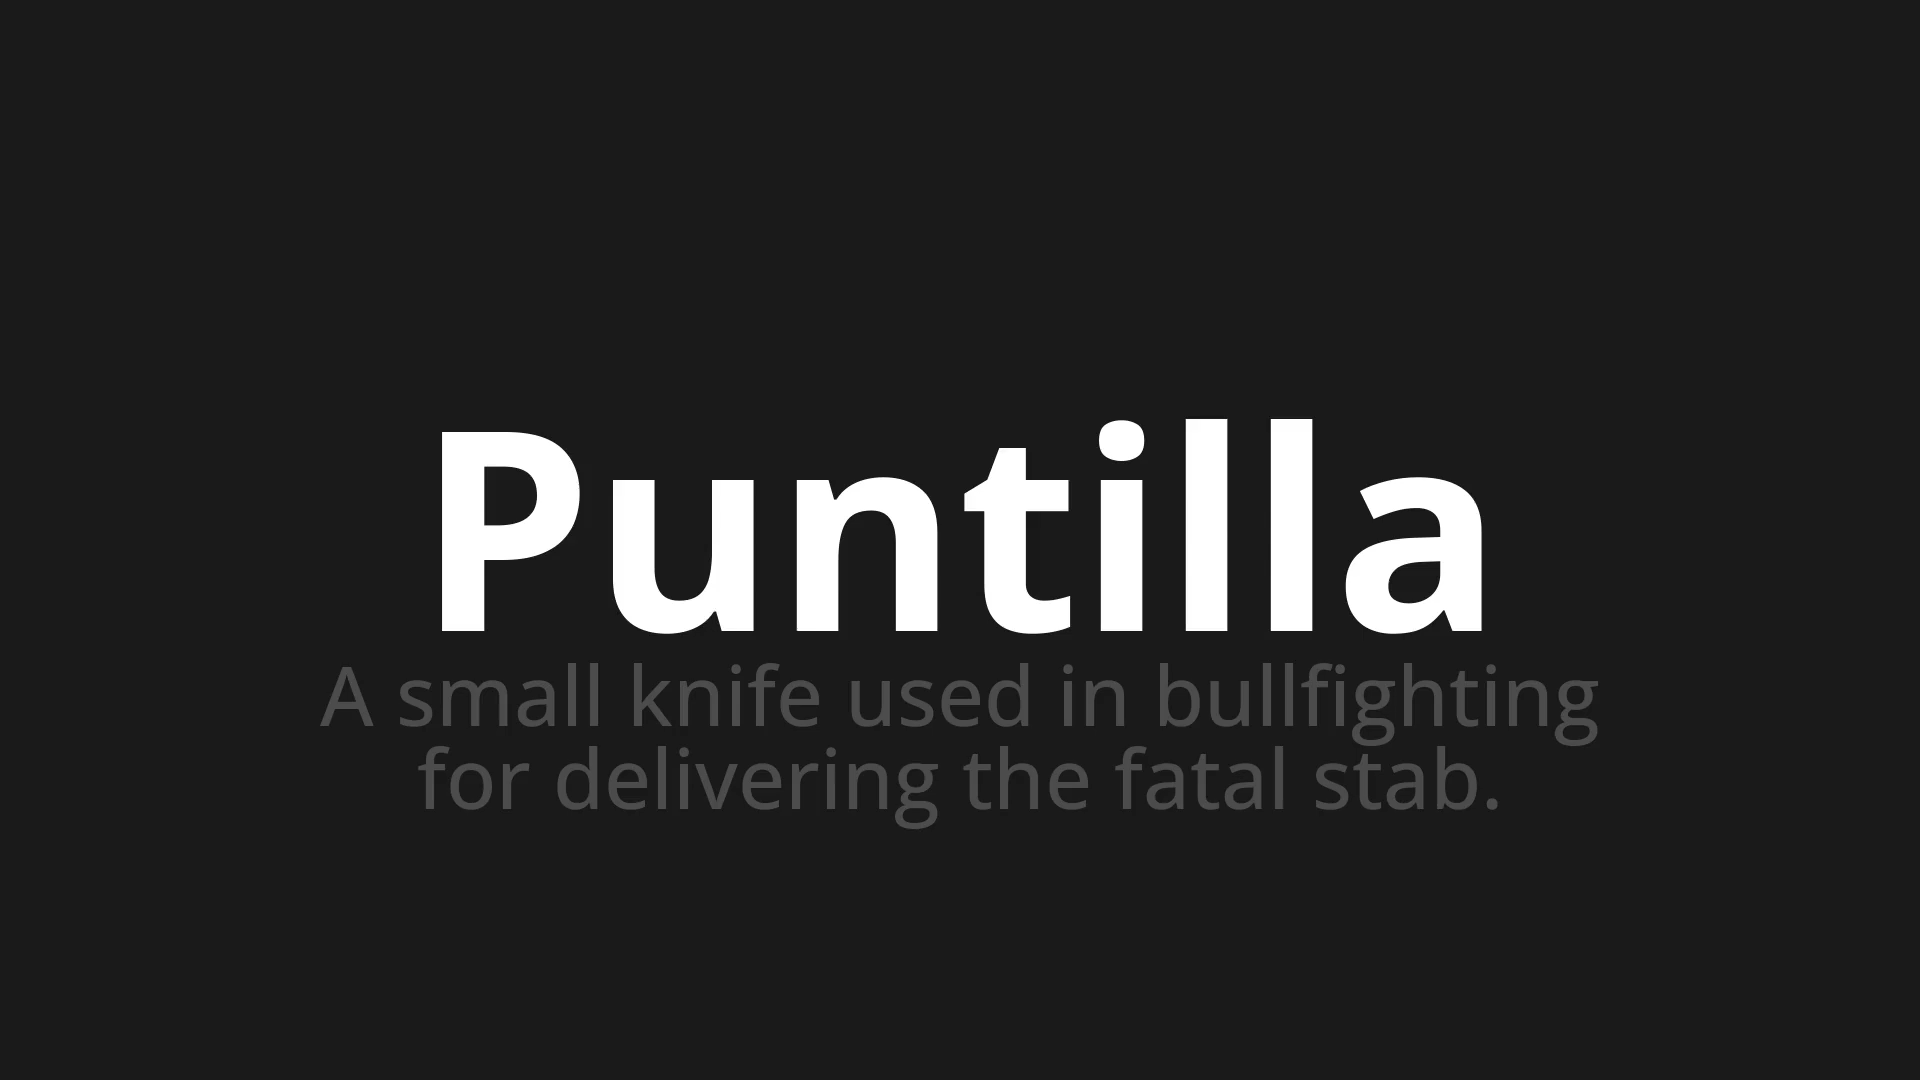 Puntilla
A small knife used in bullfighting
for delivering the fatal stab.